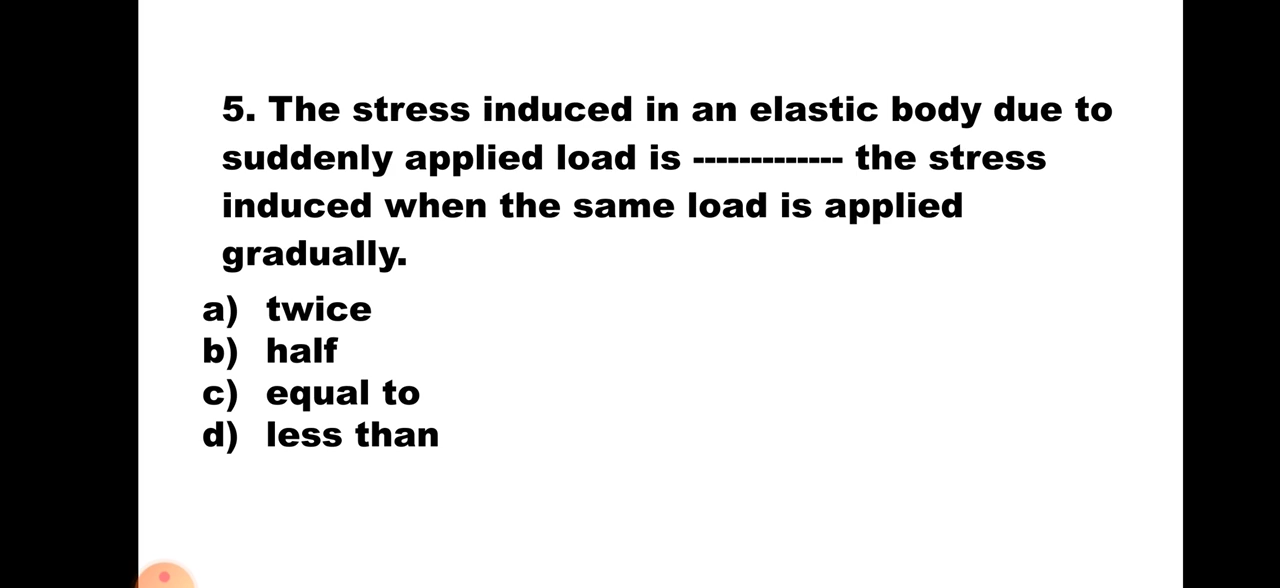 5. The stress induced in an elastic body due to
suddenly applied load is ------------- the stress
induced when the same load is applied
gradually.
a) twice
b) half
c) equal to
d) less than